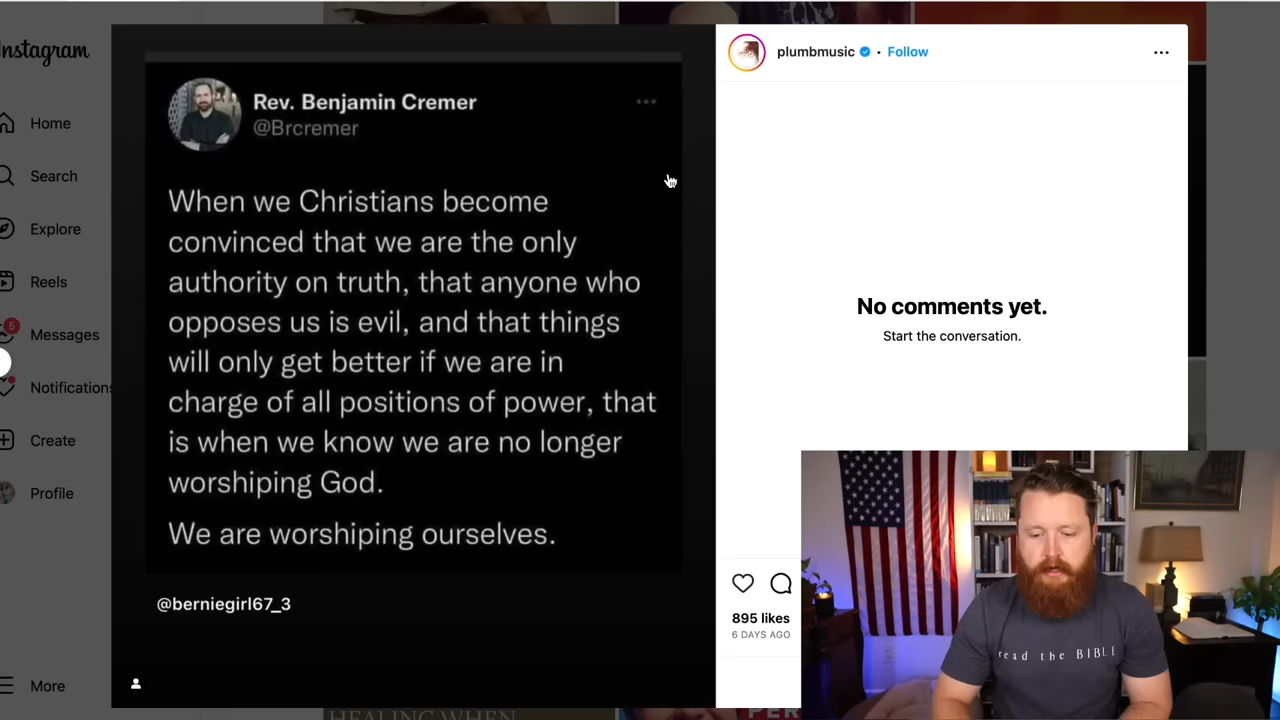 Instagram
Home
Search
Explore
Reels
5
Messages
Notifications
Create
Profile
More
Rev. Benjamin Cremer
@Brcremer
When we Christians become
convinced that we are the only
authority on truth, that anyone who
opposes us is evil, and that things
will only get better if we are in
charge of all positions of power, that
is when we know we are no longer
worshiping God.
We are worshiping ourselves.
@berniegirl67_3
plumbmusic • Follow
No comments yet.
Start the conversation.
895 likes
6 DAYS AGO
read the BIBLE
HEALING WHEN
PER